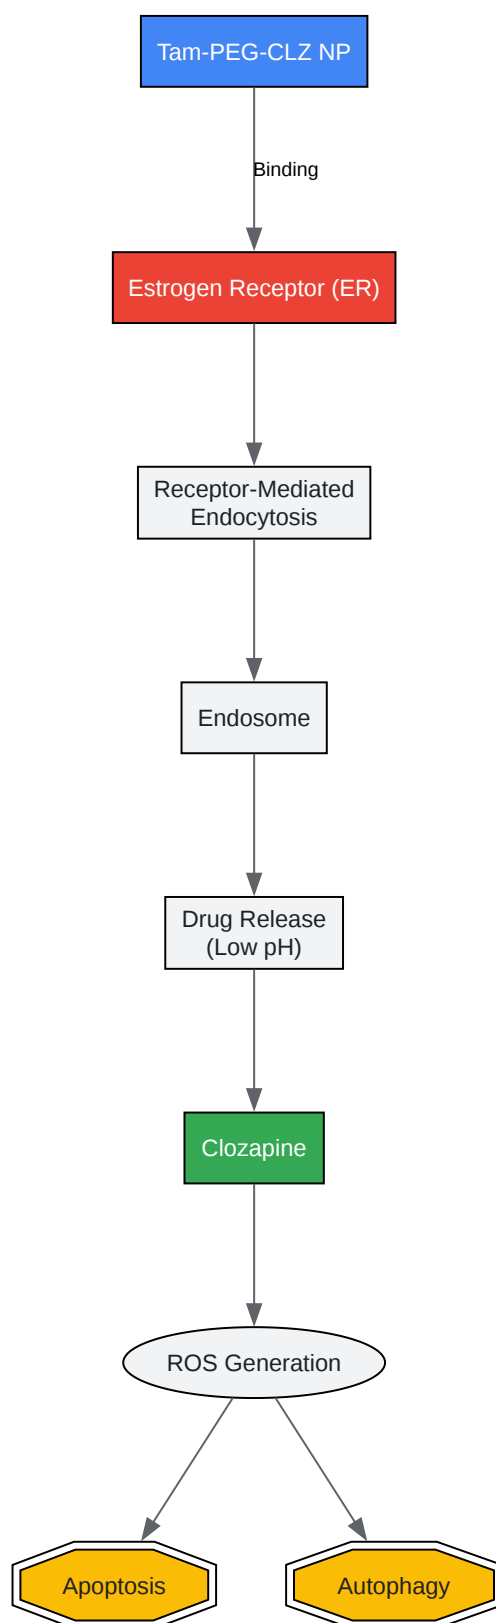 Tam-PEG-CLZ NP
Binding
Estrogen Receptor (ER)
Receptor-Mediated
Endocytosis
Endosome
Drug Release
(Low pH)
Clozapine
ROS Generation
Apoptosis
Autophagy